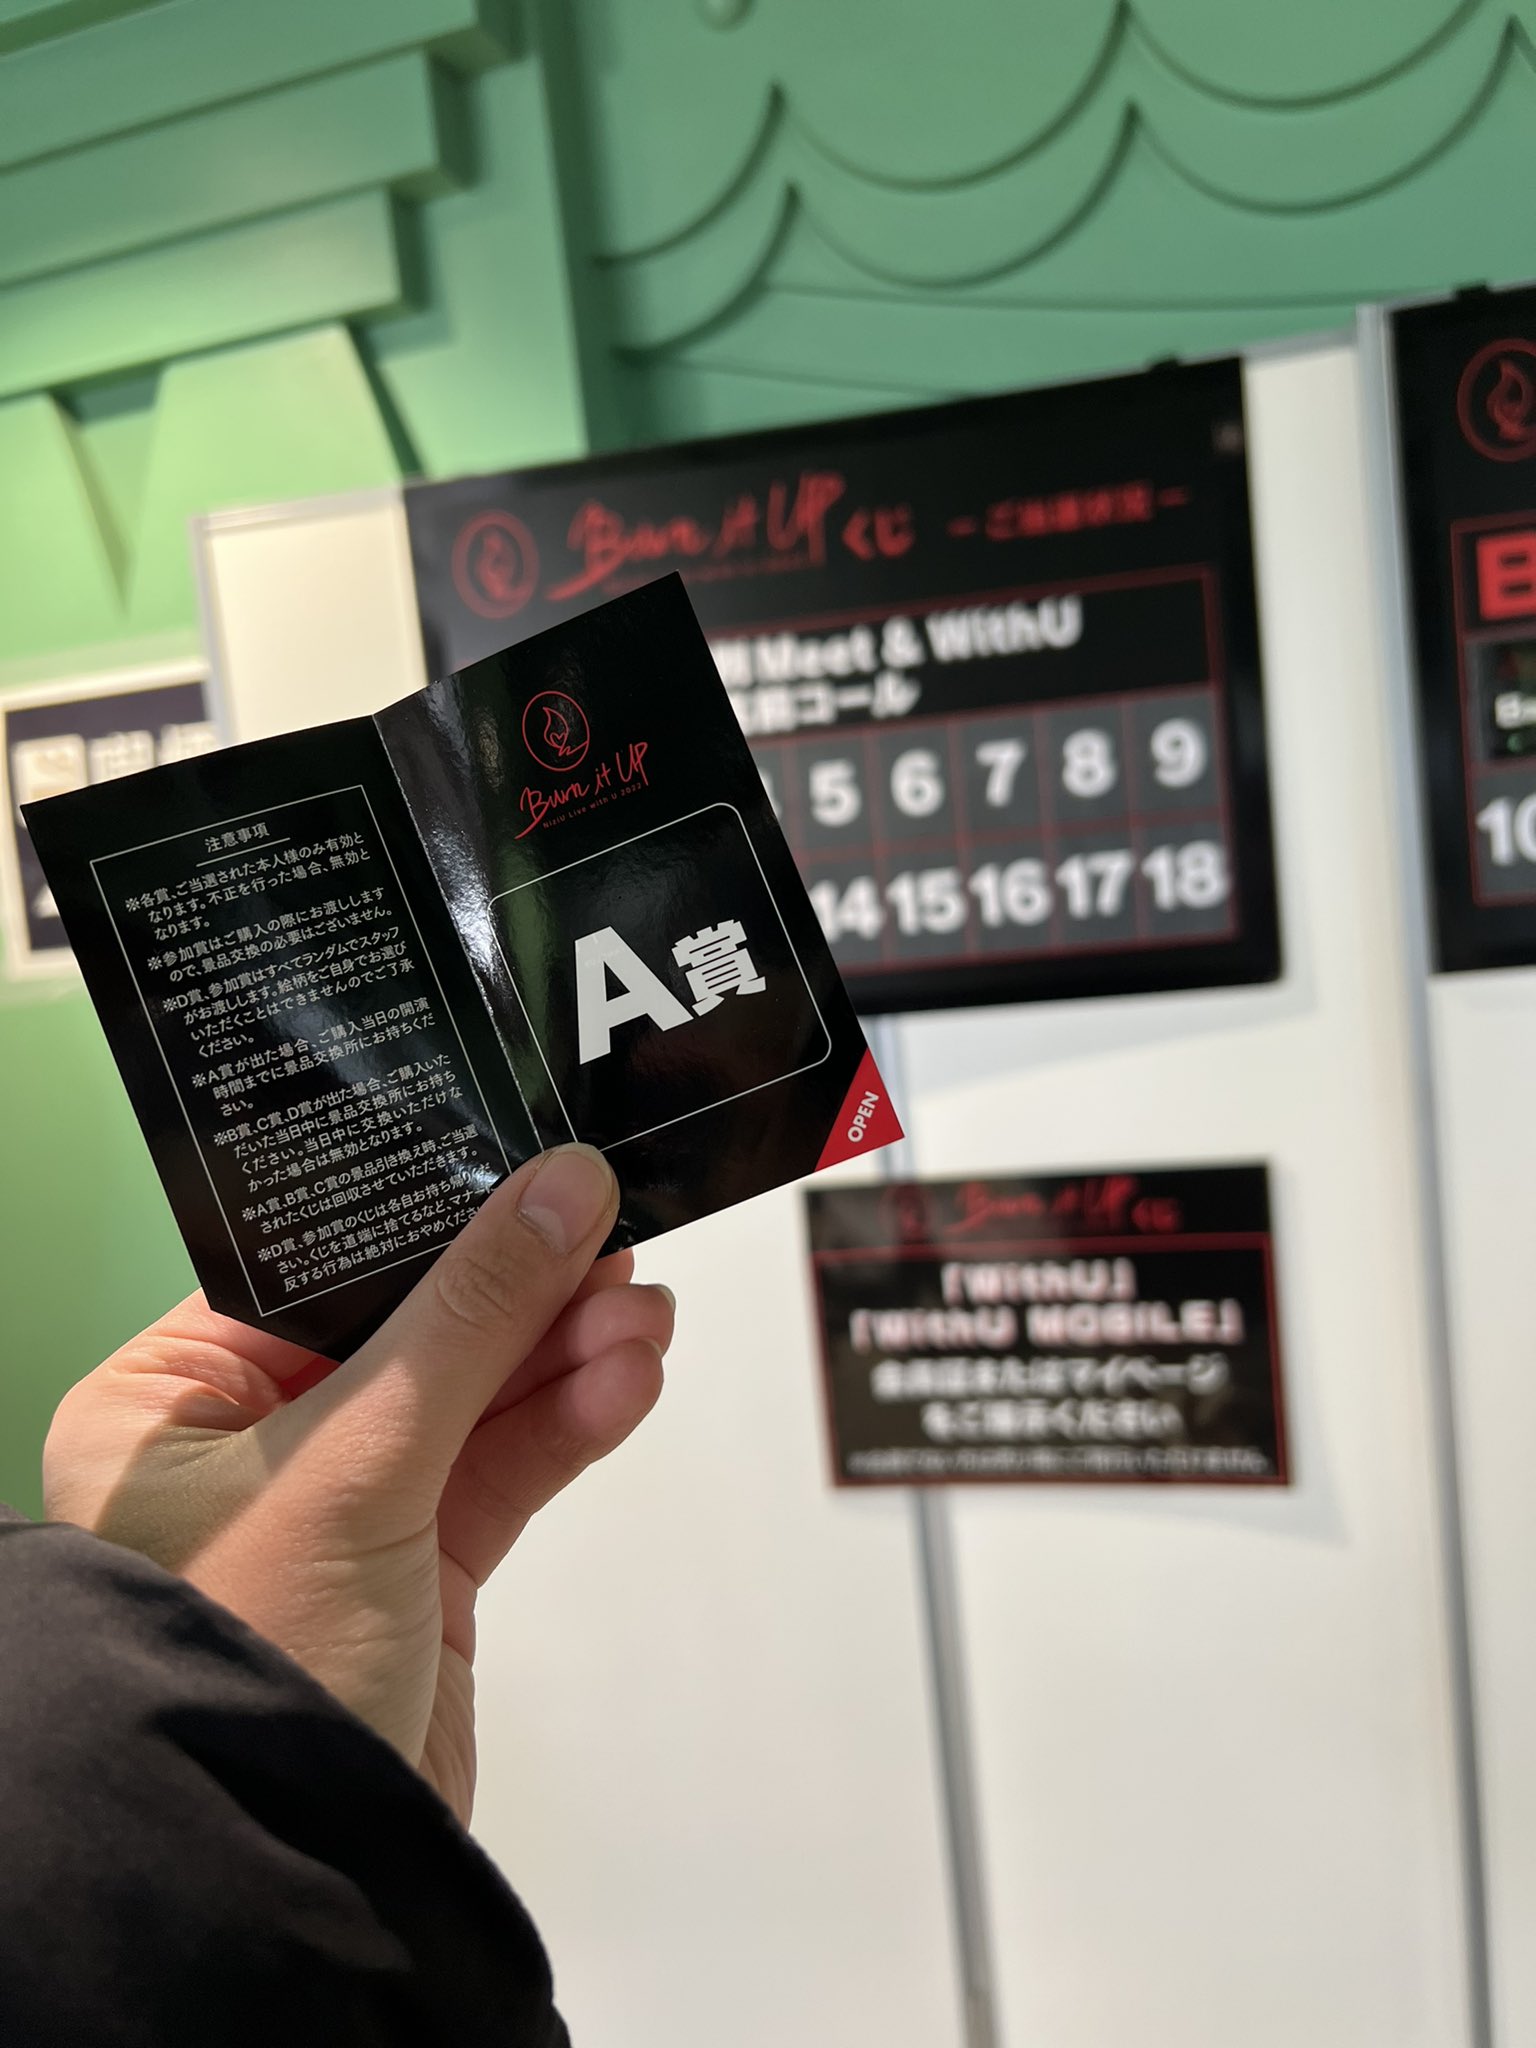 Burn it UP くじ
Meet & WithU
コール
5 6 7 8 9
14 15 16 17 18
10
注意事項
※各賞、ご当選された本人様のみ有効と
なります。不正を行った場合、無効と
なります。
※参加賞はご購入の際にお渡しします
ので、景品交換の必要はございません。
※D賞、参加賞はすべてランダムでスタッフ
がお渡しします。絵柄をご自身でお選び
いただくことはできませんのでご了承
ください。
※A賞が出た場合、ご購入当日の開演
時間までに景品交換所にお持ちくだ
さい。
※B賞、C賞、D賞が出た場合、ご購入いた
だいた当日中に景品交換所にお持ち
ください。当日中に交換いただけな
かった場合は無効となります。
※A賞、B賞、C賞の景品引き換え時、ご当選
されたくじは回収させていただきます。
※D賞、参加賞のくじは各自お持ち帰りくだ
さい。くじを道端に捨てるなど、マナーに
反する行為は絶対におやめください
Burn it UP
NiziU Live with U 2022
A賞
OPEN
Burn it UP くじ
「WithU」
「WithU MOBILE」
会員証またはマイページ
をご提示ください